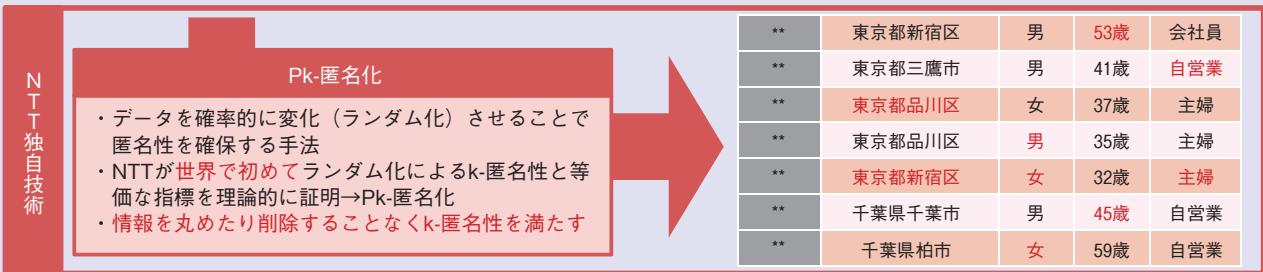 NTT独自技術
Pk-匿名化
・データを確率的に変化（ランダム化）させることで
匿名性を確保する手法
・NTTが世界で初めてランダム化によるk-匿名性と等
価な指標を理論的に証明→Pk-匿名化
・情報を丸めたり削除することなくk-匿名性を満たす
** 東京都新宿区 男 53歳 会社員
** 東京都三鷹市 男 41歳 自営業
** 東京都品川区 女 37歳 主婦
** 東京都品川区 男 35歳 主婦
** 東京都新宿区 女 32歳 主婦
** 千葉県千葉市 男 45歳 自営業
** 千葉県柏市 女 59歳 自営業